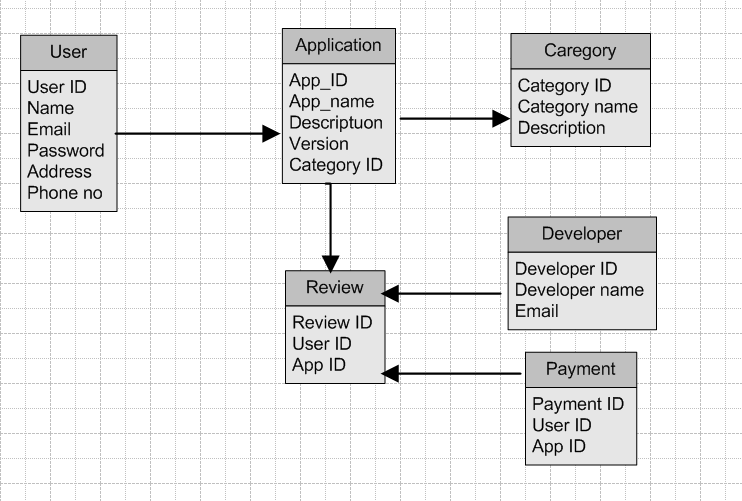 User
User ID
Name
Email
Password
Address
Phone no
Application
App_ID
App_name
Descriptuon
Version
Category ID
Caregory
Category ID
Category name
Description
Developer
Developer ID
Developer name
Email
Review
Review ID
User ID
App ID
Payment
Payment ID
User ID
App ID